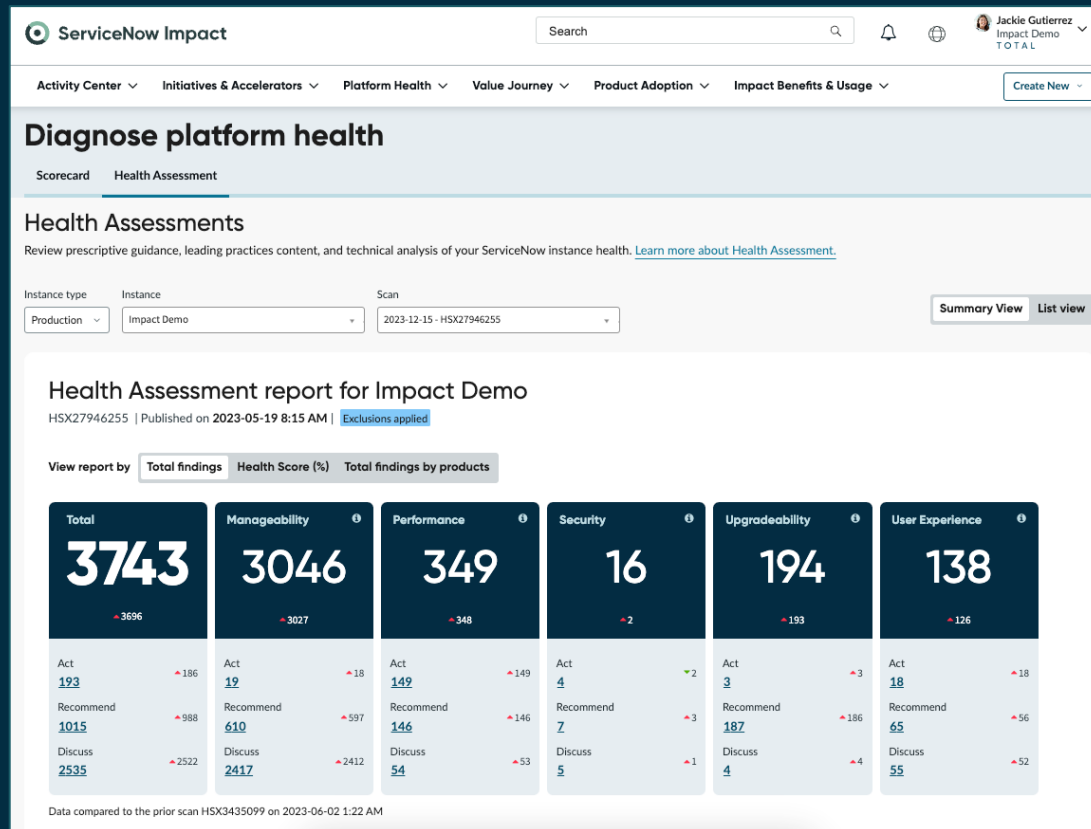 ServiceNow Impact
Search
Jackie Gutierrez
Impact Demo
TOTAL
Activity Center Initiatives & Accelerators Platform Health Value Journey Product Adoption Impact Benefits & Usage Create New
Diagnose platform health
Scorecard Health Assessment
Health Assessments
Review prescriptive guidance, leading practices content, and technical analysis of your ServiceNow instance health. Learn more about Health Assessment.
Instance type Instance Scan
Production Impact Demo 2023-12-15 - HSX27946255 Summary View List view
Health Assessment report for Impact Demo
HSX27946255 | Published on 2023-05-19 8:15 AM | Exclusions applied
View report by Total findings Health Score (%) Total findings by products
Total Manageability Performance Security Upgradeability User Experience
3743 3046 349 16 194 138
3696 3027 348 2 193 126
Act Act Act Act Act Act
193 186 19 18 149 149 4 2 3 3 18 18
Recommend Recommend Recommend Recommend Recommend Recommend
1015 988 610 597 146 146 7 3 187 186 65 56
Discuss Discuss Discuss Discuss Discuss Discuss
2535 2522 2417 2412 54 53 5 1 4 4 55 52
Data compared to the prior scan HSX3435099 on 2023-06-02 1:22 AM